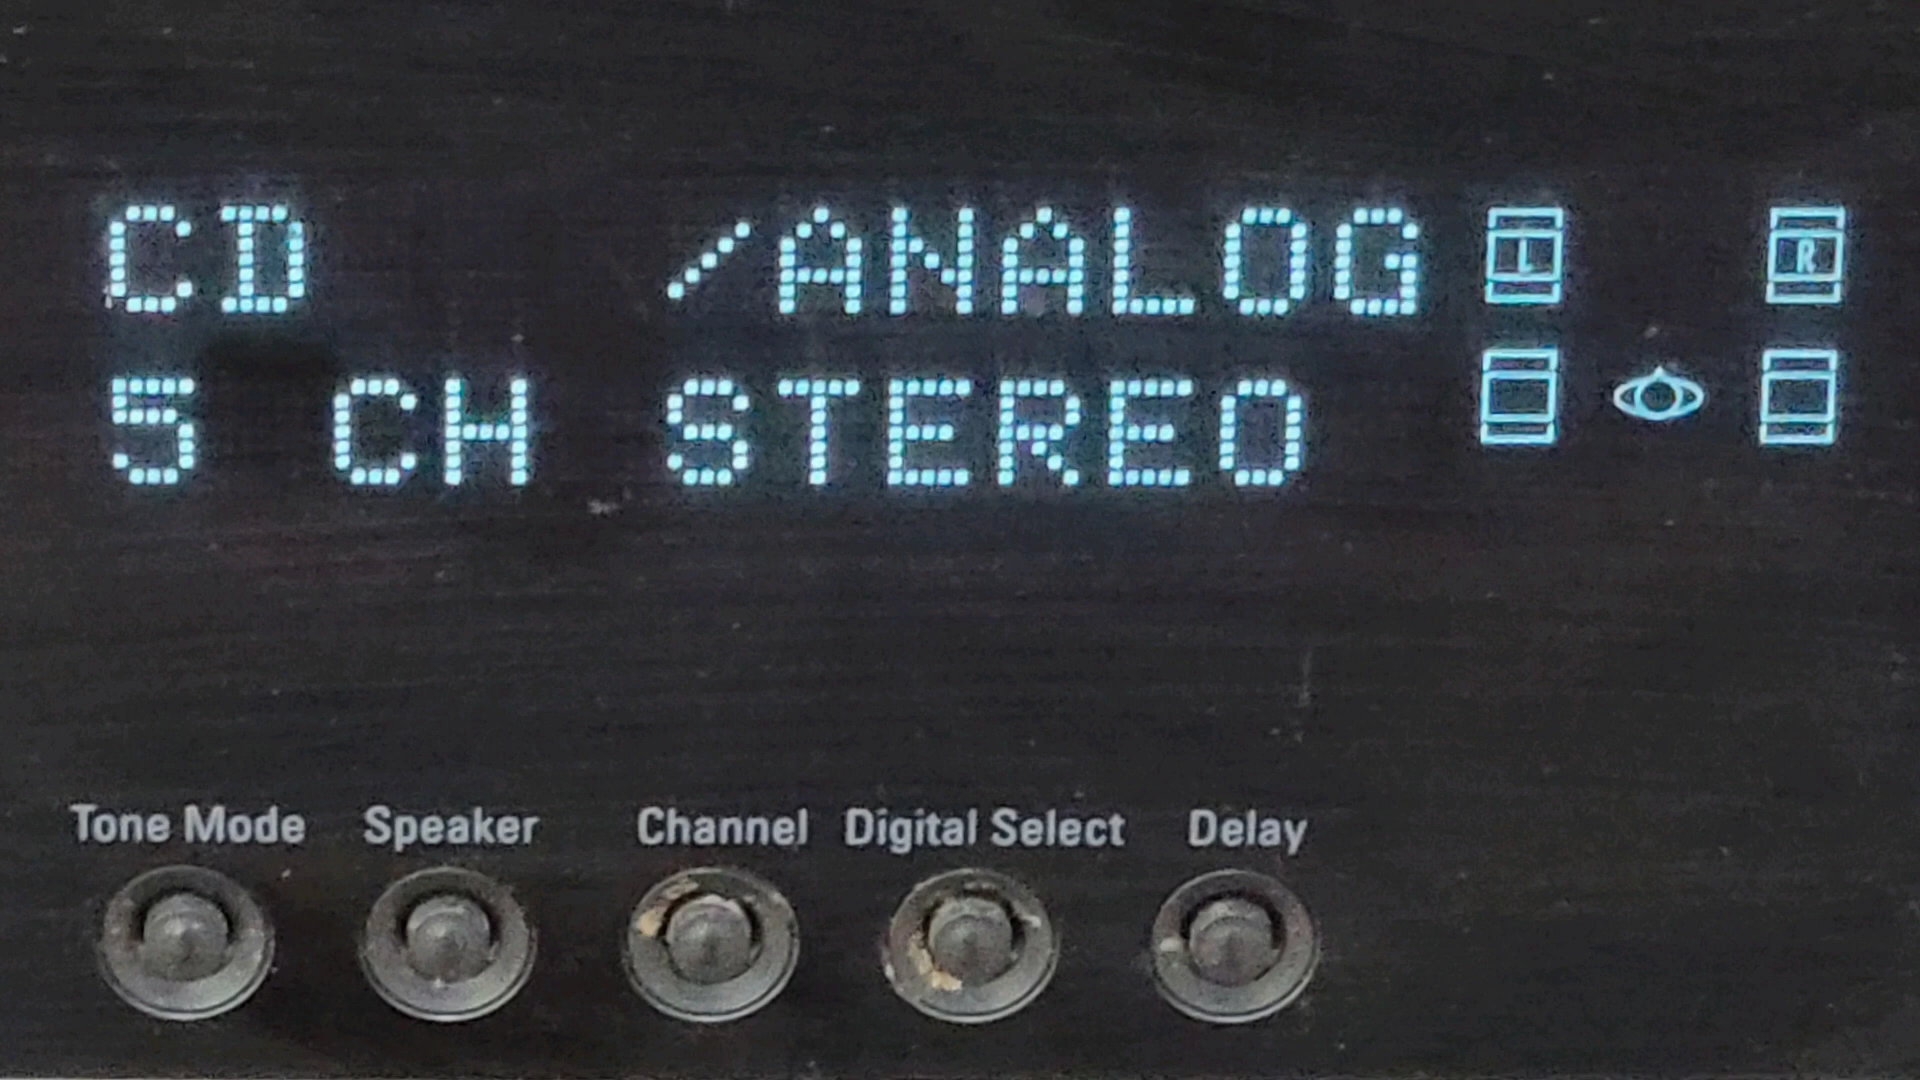 CD /ANALOG L R
5 CH STEREO
Tone Mode Speaker Channel Digital Select Delay